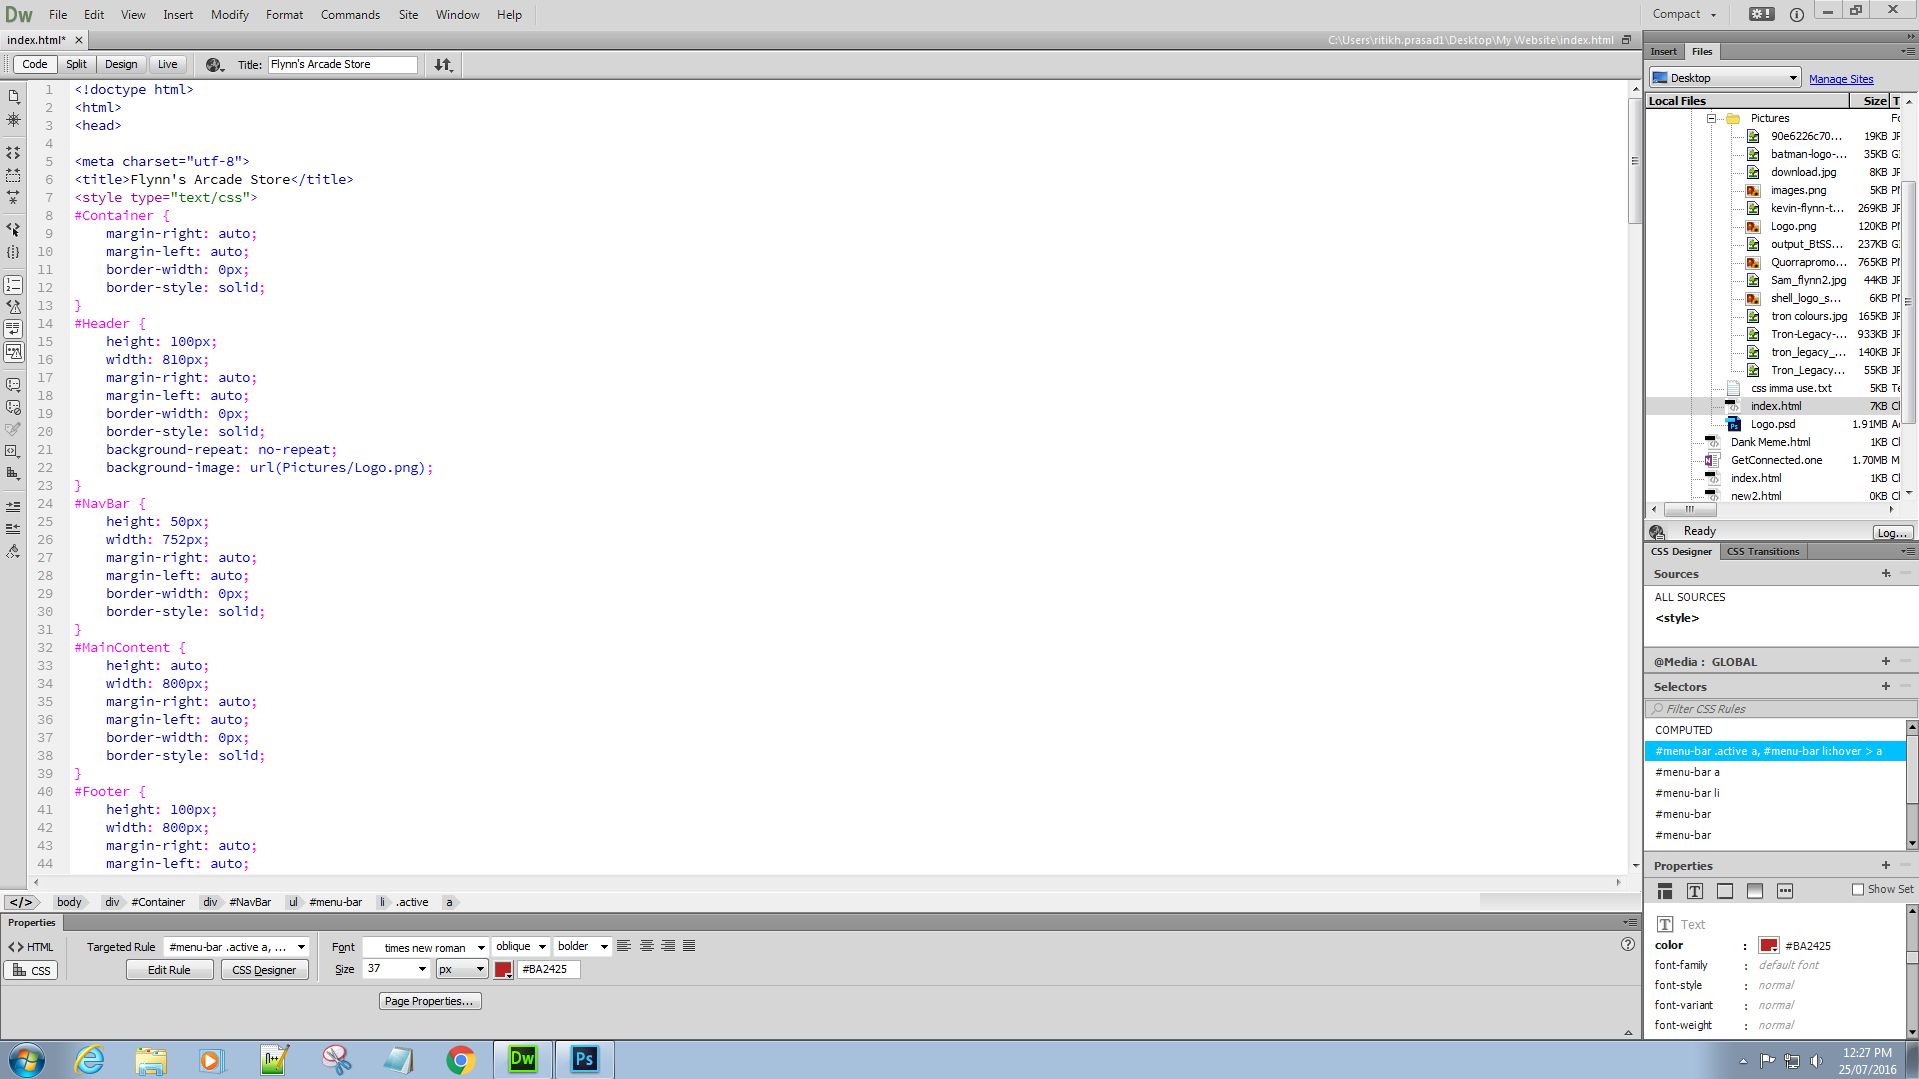 Dw File Edit View Insert Modify Format Commands Site Window Help Compact
index.html* C:\Users\ritikh.prasad1\Desktop\My Website\index.html
Code Split Design Live Title: Flynn's Arcade Store
1 <!doctype html>
2 <html>
3 <head>
4
5 <meta charset="utf-8">
6 <title>Flynn's Arcade Store</title>
7 <style type="text/css">
8 #Container {
9 margin-right: auto;
10 margin-left: auto;
11 border-width: 0px;
12 border-style: solid;
13 }
14 #Header {
15 height: 100px;
16 width: 810px;
17 margin-right: auto;
18 margin-left: auto;
19 border-width: 0px;
20 border-style: solid;
21 background-repeat: no-repeat;
22 background-image: url(Pictures/Logo.png);
23 }
24 #NavBar {
25 height: 50px;
26 width: 752px;
27 margin-right: auto;
28 margin-left: auto;
29 border-width: 0px;
30 border-style: solid;
31 }
32 #MainContent {
33 height: auto;
34 width: 800px;
35 margin-right: auto;
36 margin-left: auto;
37 border-width: 0px;
38 border-style: solid;
39 }
40 #Footer {
41 height: 100px;
42 width: 800px;
43 margin-right: auto;
44 margin-left: auto;
</> body div #Container div #NavBar ul #menu-bar li .active a
Properties
<> HTML Targeted Rule #menu-bar .active a, ... Font times new roman oblique bolder
CSS Edit Rule CSS Designer Size 37 px #BA2425
Page Properties...
Insert Files
Desktop Manage Sites
Local Files Size T
Pictures Fc
90e6226c70... 19KB JF
batman-logo-... 35KB G
download.jpg 8KB JF
images.png 5KB P
kevin-flynn-t... 269KB JF
Logo.png 120KB P
output_BtSS... 237KB G
Quorrapromo... 765KB P
Sam_flynn2.jpg 44KB JF
shell_logo_s... 6KB P
tron colours.jpg 165KB JF
Tron-Legacy-... 933KB JF
tron_legacy_... 140KB JF
Tron_Legacy... 55KB JF
css imma use.txt 5KB Te
index.html 7KB C
Logo.psd 1.91MB A
Dank Meme.html 1KB C
GetConnected.one 1.70MB M
index.html 1KB C
new2.html 0KB C
Ready Log...
CSS Designer CSS Transitions
Sources
ALL SOURCES
<style>
@Media : GLOBAL
Selectors
Filter CSS Rules
COMPUTED
#menu-bar .active a, #menu-bar li:hover > a
#menu-bar a
#menu-bar li
#menu-bar
#menu-bar
Properties
Show Set
Text
color : #BA2425
font-family : default font
font-style : normal
font-variant : normal
font-weight : normal
Dw Ps
12:27 PM
25/07/2016